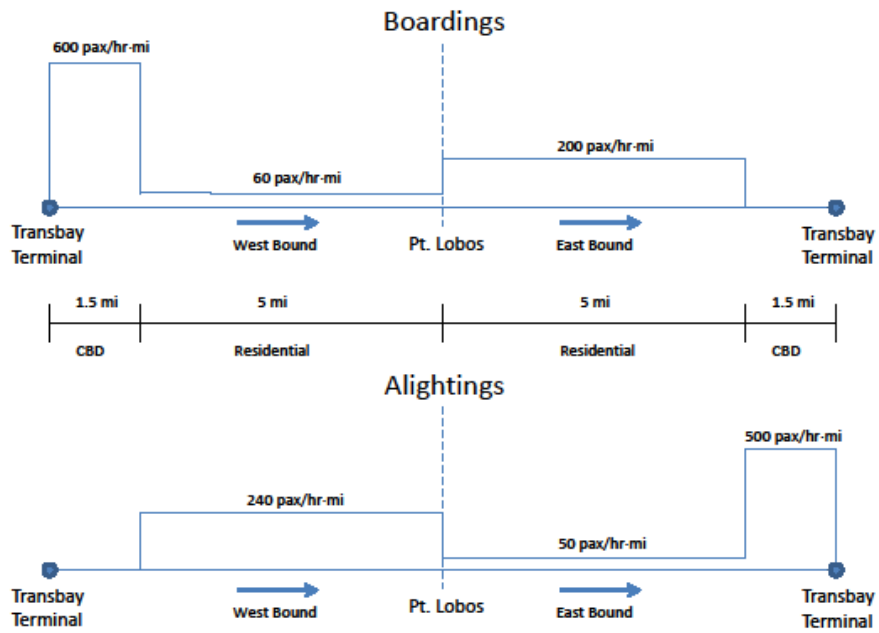 Boardings
600 pax/hr-mi
200 pax/hr-mi
60 pax/hr-mi
Transbay
Terminal
West Bound
Pt. Lobos
East Bound
Transbay
Terminal
1.5 mi
5 mi
5 mi
1.5 mi
CBD
Residential
Residential
CBD
Alightings
500 pax/hr-mi
240 pax/hr-mi
50 pax/hr-mi
Transbay
Terminal
West Bound
Pt. Lobos
East Bound
Transbay
Terminal